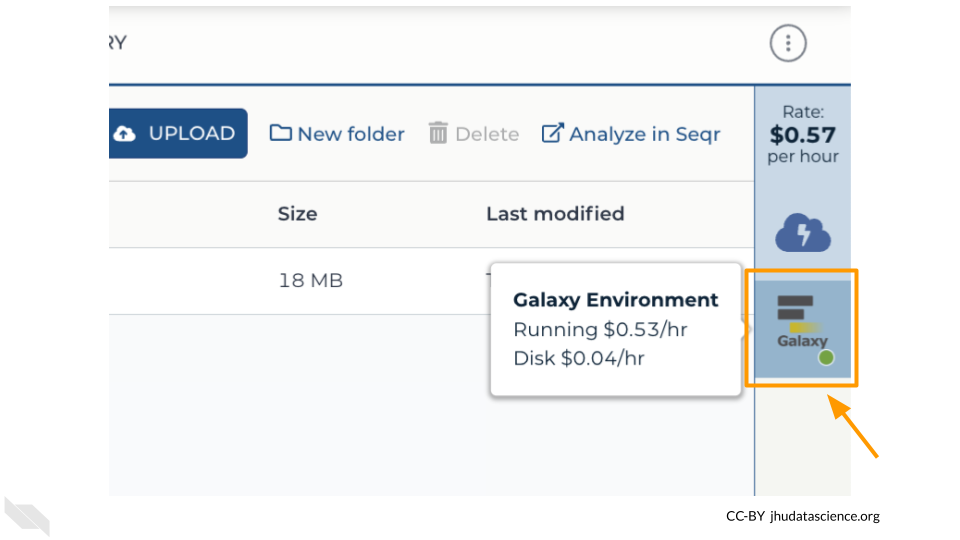 RY
Rate:
$0.57
per hour
UPLOAD New folder Delete Analyze in Seqr
Size Last modified
18 MB
Galaxy Environment
Running $0.53/hr
Disk $0.04/hr
Galaxy
CC-BY jhudatascience.org